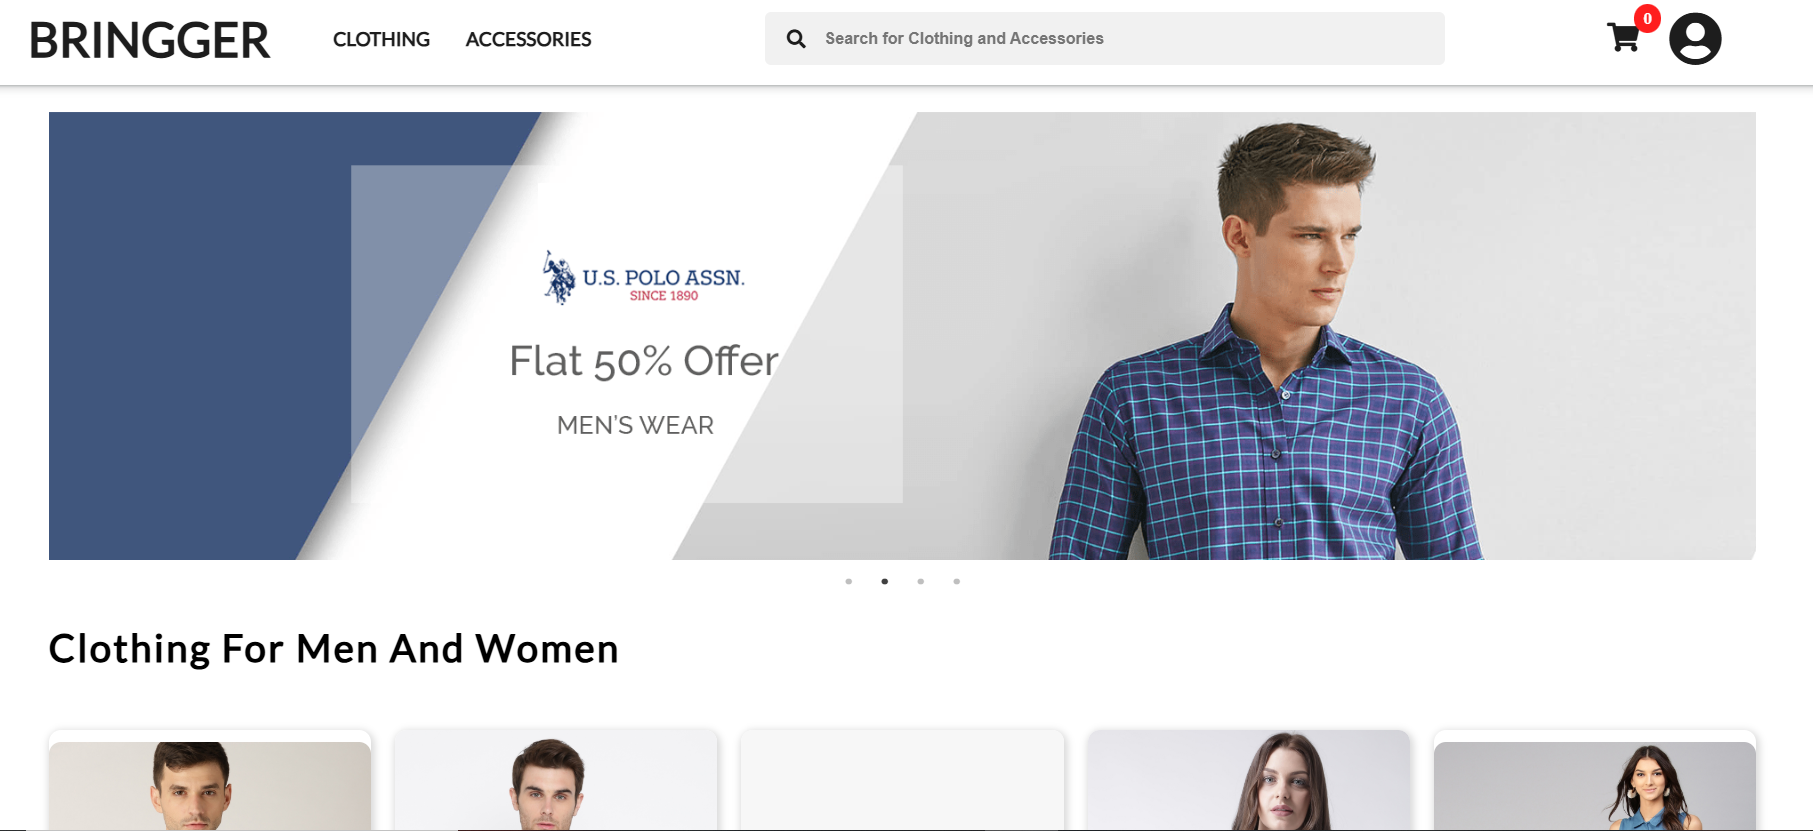 BRINGGER
CLOTHING
ACCESSORIES
Search for Clothing and Accessories
0
U.S. POLO ASSN.
SINCE 1890
Flat 50% Offer
MEN'S WEAR
Clothing For Men And Women